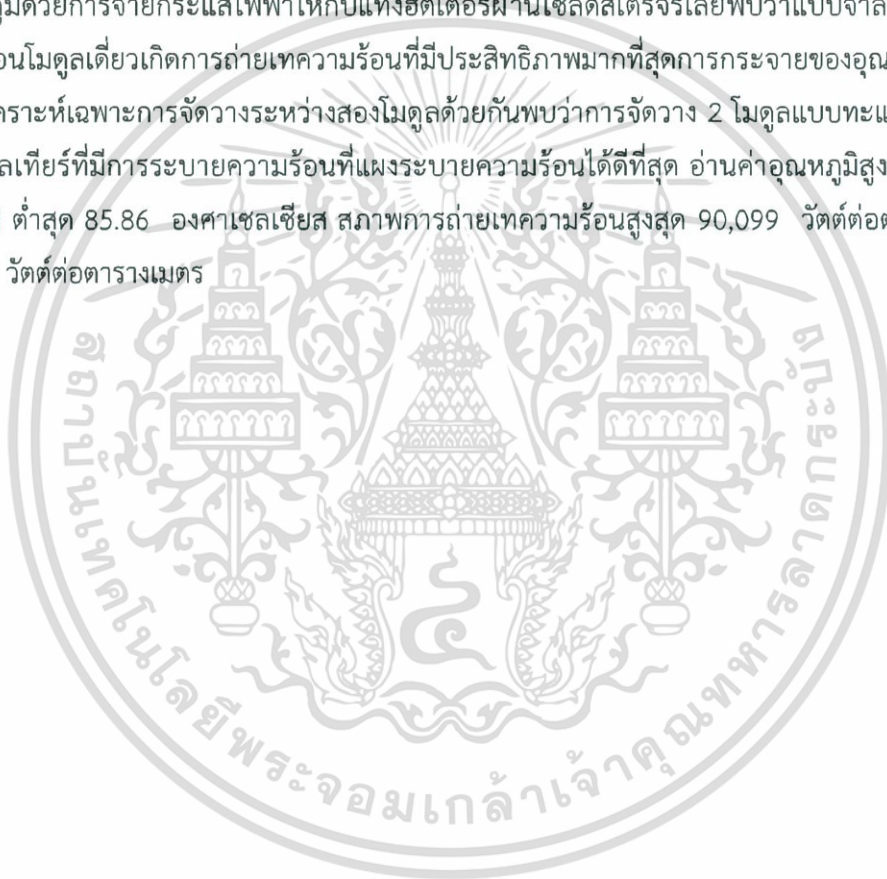 ภูมิด้วยการจ่ายกระแสไฟฟ้าให้กับแท่งฮีตเตอร์ผ่านโซลิดสเตรจรีเลย์พบว่าแบบจำล
อนโมดูลเดี่ยวเกิดการถ่ายเทความร้อนที่มีประสิทธิภาพมากที่สุดการกระจายของอุณ
คราะห์เฉพาะการจัดวางระหว่างสองโมดูลด้วยกันพบว่าการจัดวาง 2 โมดูลแบบทะแ
ลเทียร์ที่มีการระบายความร้อนที่แผงระบายความร้อนได้ดีที่สุด อ่านค่าอุณหภูมิสูง
ต่ำสุด 85.86 องศาเซลเซียส สภาพการถ่ายเทความร้อนสูงสุด 90,099 วัตต์ต่อต
วัตต์ต่อตารางเมตร
สถาบันเทคโนโลยีพระจอมเกล้าเจ้าคุณทหารลาดกระบัง
๔